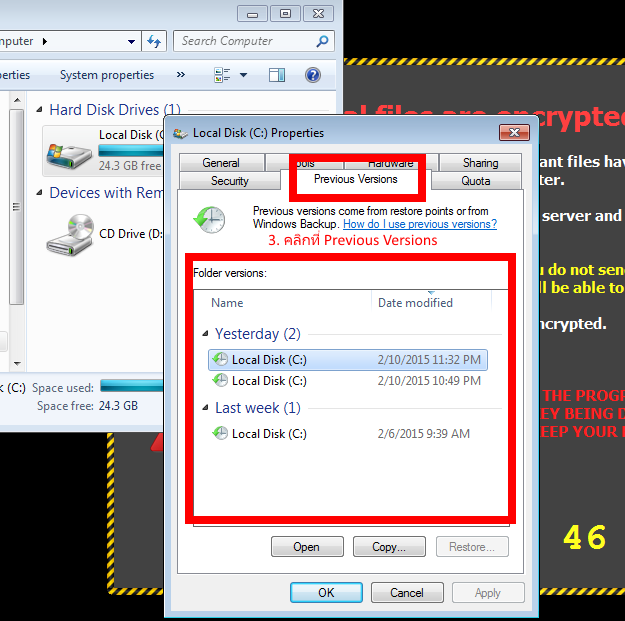 mputer
Search Computer
perties
System properties
»
Hard Disk Drives (1)
Local Disk (C
24.3 GB free
Devices with Rem
CD Drive (D:
k (C:) Space used:
Space free: 24.3 GB
Local Disk (C:) Properties
General
Tools
Hardware
Sharing
Security
Previous Versions
Quota
Previous versions come from restore points or from
Windows Backup. How do I use previous versions?
3. คลิกที่ Previous Versions
Folder versions:
Name
Date modified
Yesterday (2)
Local Disk (C:) 2/10/2015 11:32 PM
Local Disk (C:) 2/10/2015 10:49 PM
Last week (1)
Local Disk (C:) 2/6/2015 9:39 AM
Open
Copy...
Restore...
OK
Cancel
Apply
al files are encrypted
ant files hav
ter.
server and
u do not sen
ll be able to
ncrypted.
THE PROGR
EY BEING D
EEP YOUR
46